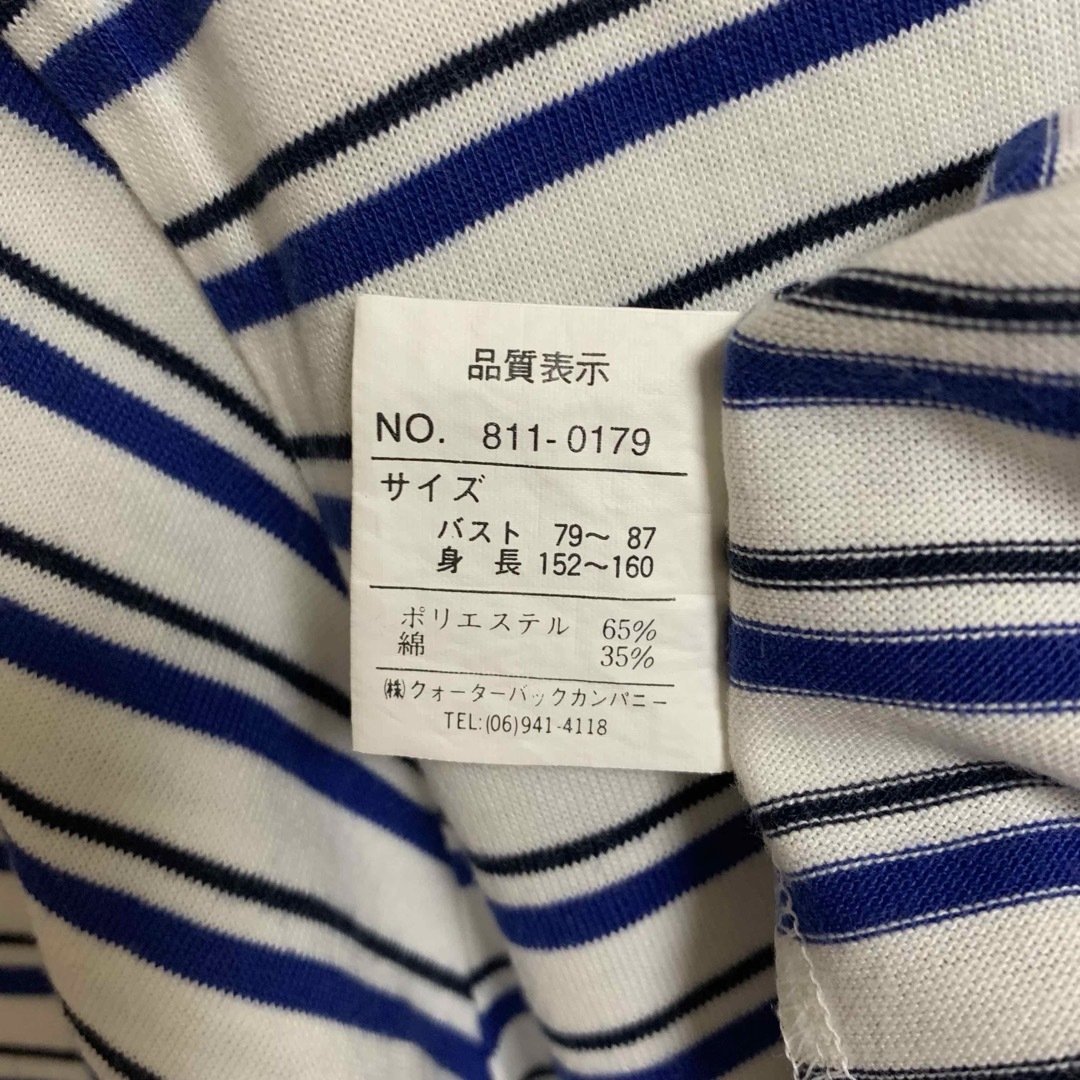 品質表示
NO. 811-0179
サイズ
バスト 79〜 87
身 長 152〜160
ポリエステル 65%
綿 35%
㈱クォーターバックカンパニー
TEL:(06)941-4118